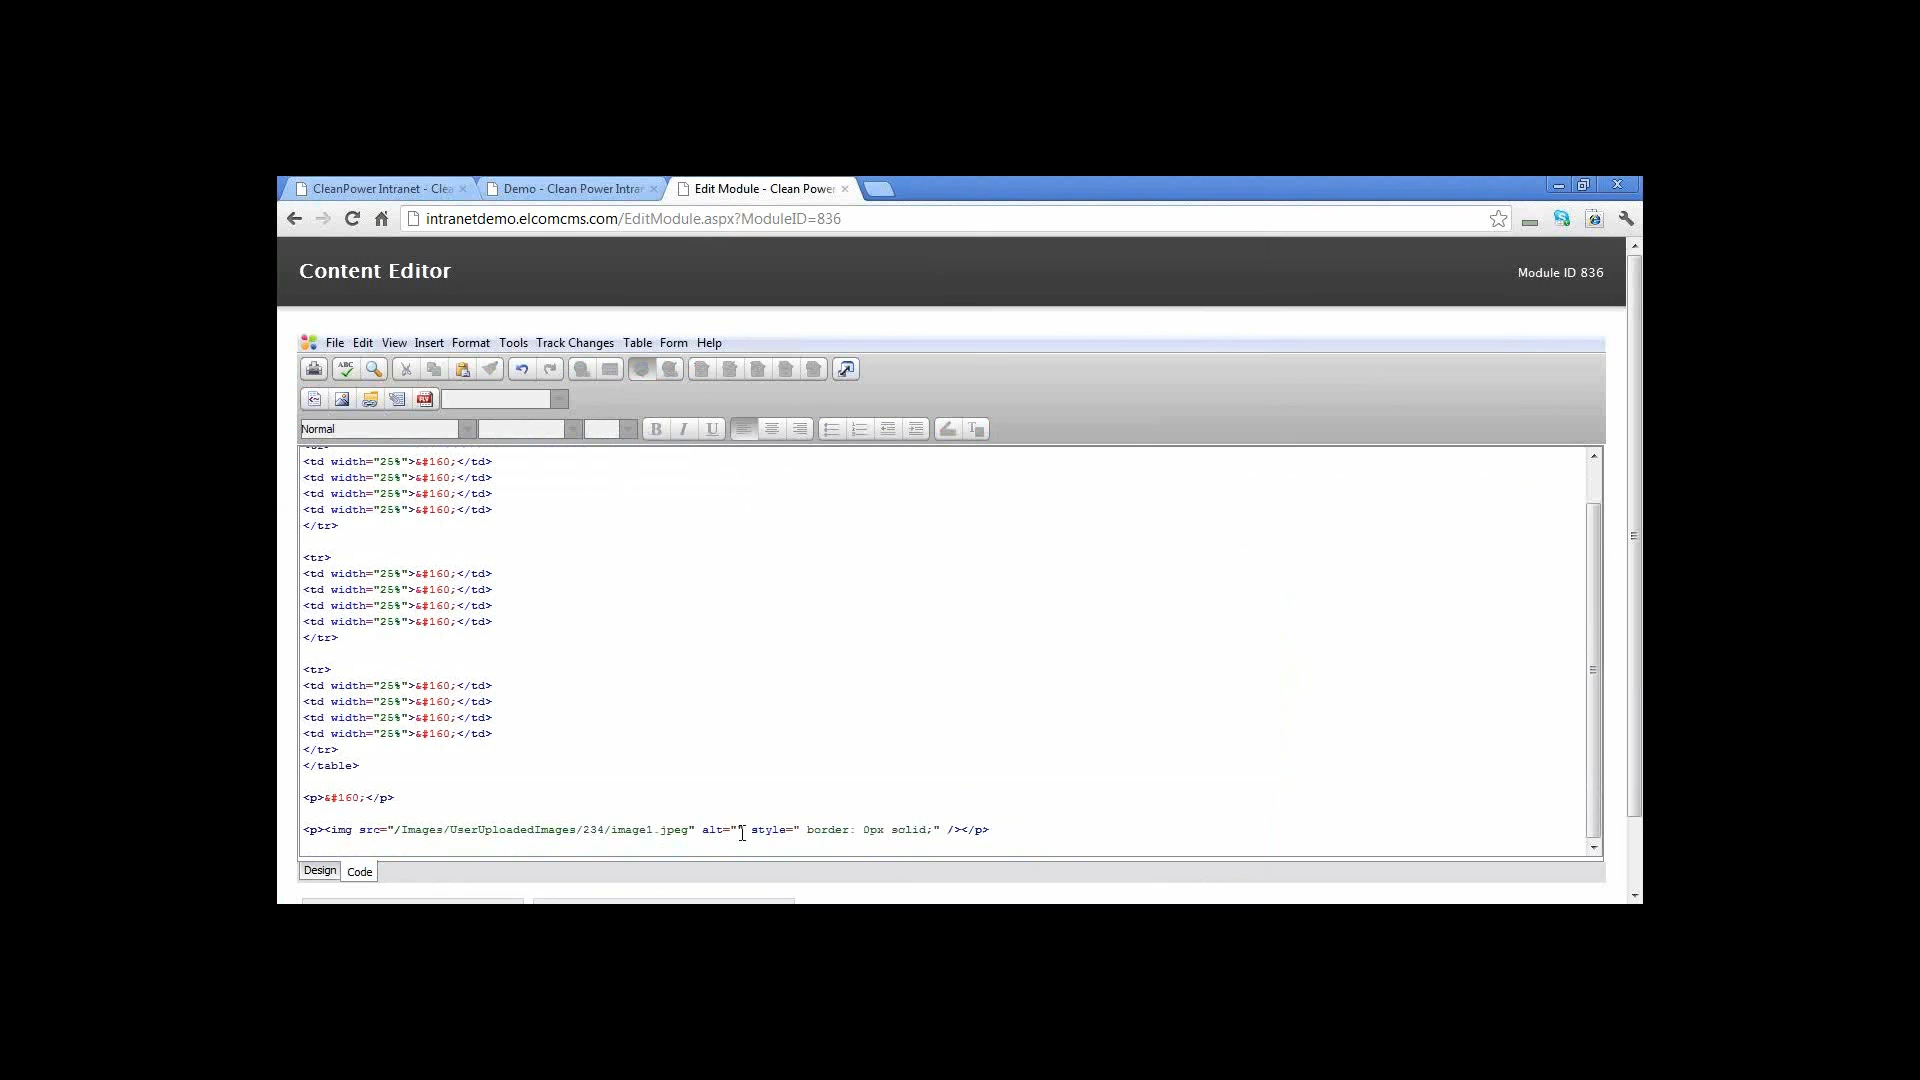 CleanPower Intranet - Clea
Demo - Clean Power Intran
Edit Module - Clean Power
intranetdemo.elcomcms.com/EditModule.aspx?ModuleID=836
Content Editor
Module ID 836
File Edit View Insert Format Tools Track Changes Table Form Help
ABC
FLV
Normal
B I U
<td width="25%">&#160;</td>
<td width="25%">&#160;</td>
<td width="25%">&#160;</td>
<td width="25%">&#160;</td>
</tr>
<tr>
<td width="25%">&#160;</td>
<td width="25%">&#160;</td>
<td width="25%">&#160;</td>
<td width="25%">&#160;</td>
</tr>
<tr>
<td width="25%">&#160;</td>
<td width="25%">&#160;</td>
<td width="25%">&#160;</td>
<td width="25%">&#160;</td>
</tr>
</table>
<p>&#160;</p>
<p><img src="/Images/UserUploadedImages/234/image1.jpeg" alt="" style=" border: 0px solid;" /></p>
Design Code